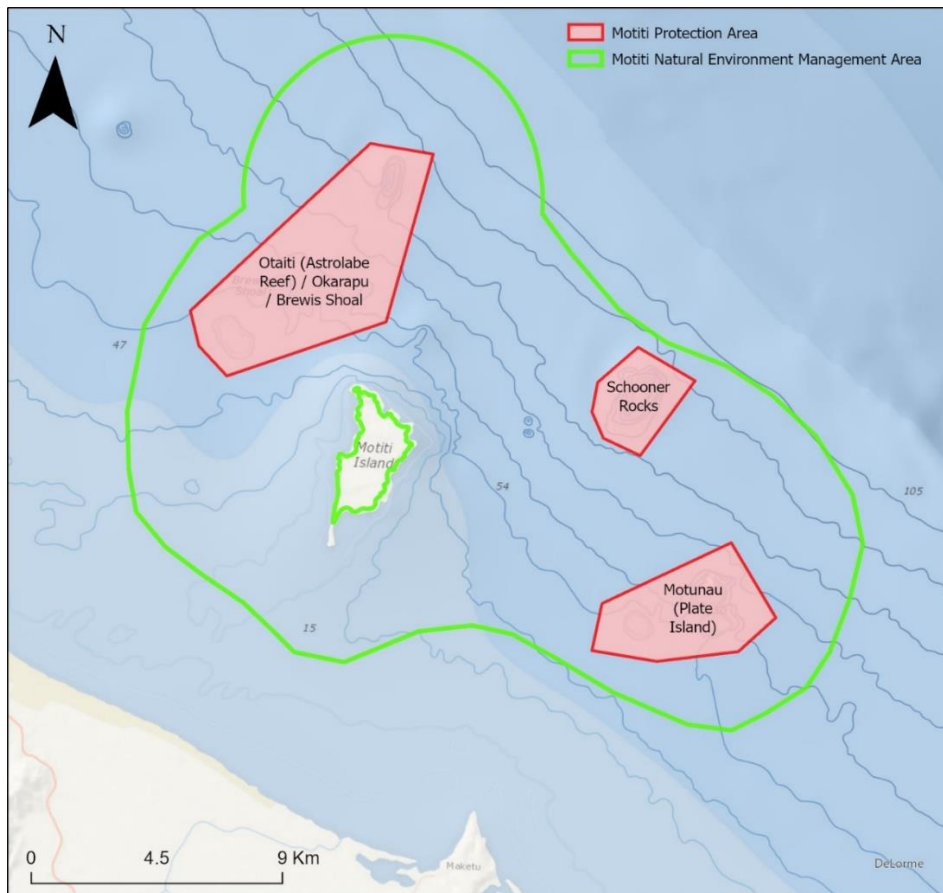 N
Motiti Protection Area
Motiti Natural Environment Management Area
Otaiti (Astrolabe
Reef) / Okarapu
/ Brewis Shoal
47
Schooner
Rocks
Motiti
Island
54
105
Motunau
(Plate
Island)
15
0
4.5
9 Km
Maketu
DeLorme